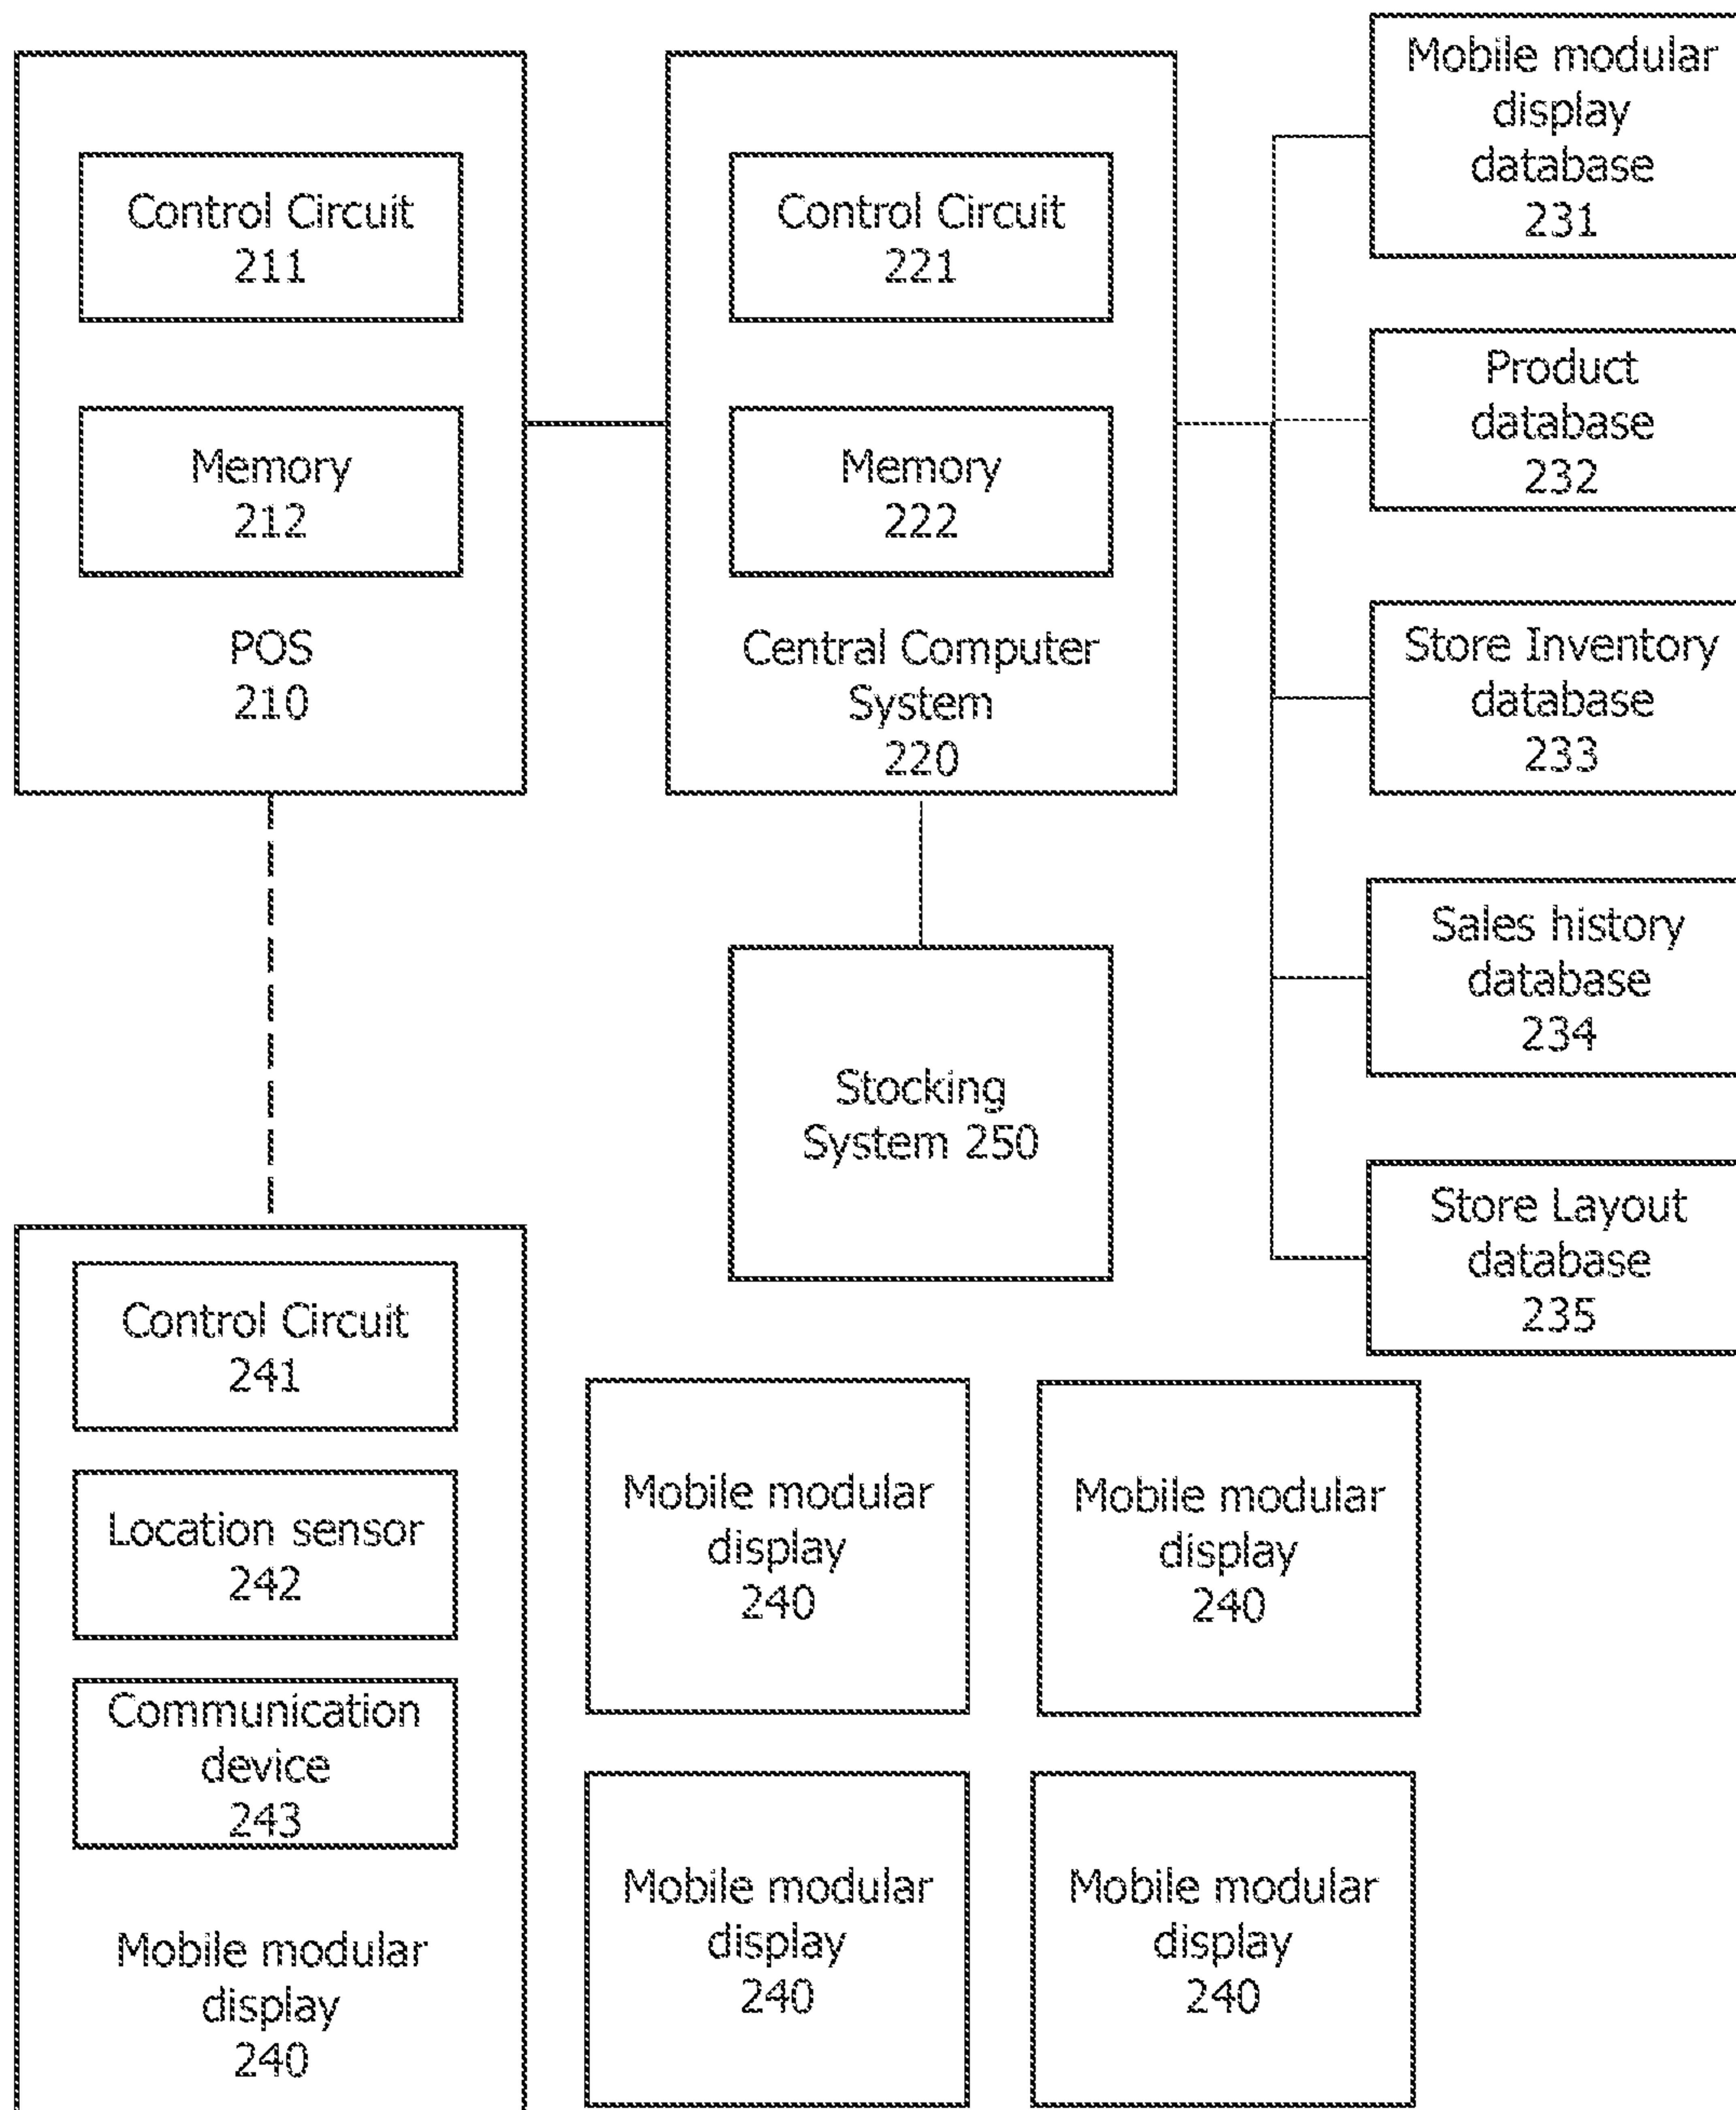 Control Circuit
211
Memory
212
POS
210
Control Circuit
221
Memory
222
Central Computer
System
220
Mobile modular
display
database
231
Product
database
232
Store Inventory
database
233
Sales history
database
234
Store Layout
database
235
Stocking
System 250
Control Circuit
241
Location sensor
242
Communication
device
243
Mobile modular
display
240
Mobile modular
display
240
Mobile modular
display
240
Mobile modular
display
240
Mobile modular
display
240